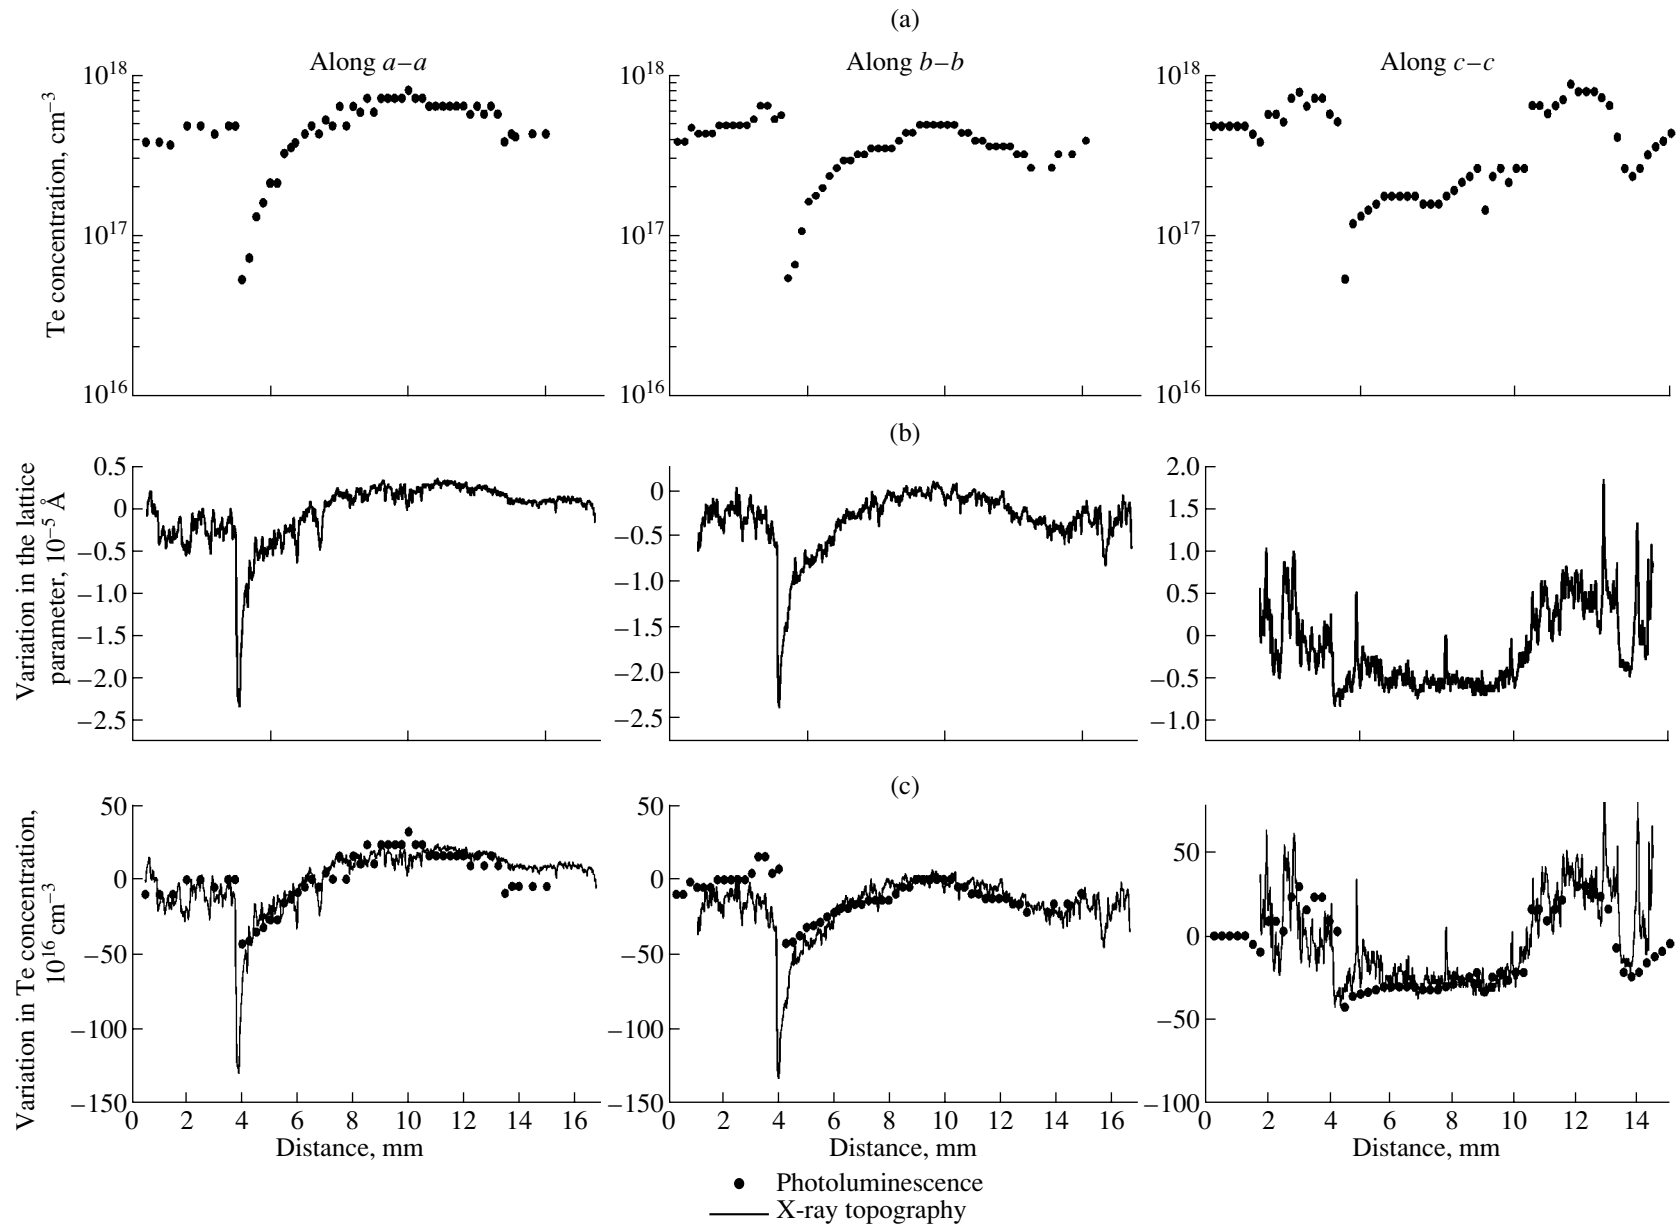 (a)
Along a–a
Along b–b
Along c–c
Te concentration, cm⁻³
10¹⁸
10¹⁷
10¹⁶
10¹⁸
10¹⁷
10¹⁶
10¹⁸
10¹⁷
10¹⁶
(b)
Variation in the lattice
parameter, 10⁻⁵ Å
0.5
0
–0.5
–1.0
–1.5
–2.0
–2.5
0
–0.5
–1.0
–1.5
–2.0
–2.5
2.0
1.0
0.5
0
–0.5
–1.0
(c)
Variation in Te concentration,
10¹⁶ cm⁻³
50
0
–50
–100
–150
50
0
–50
–100
–150
50
0
–50
–100
0 2 4 6 8 10 12 14 16
0 2 4 6 8 10 12 14 16
0 2 4 6 8 10 12 14
Distance, mm
Distance, mm
Distance, mm
Photoluminescence
X-ray topography